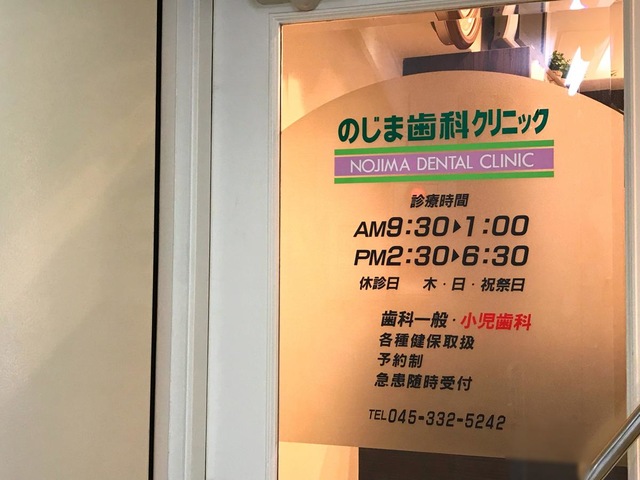 のじま歯科クリニック
NOJIMA DENTAL CLINIC
診療時間
AM9:30▶1:00
PM2:30▶6:30
休診日 木・日・祝祭日
歯科一般・小児歯科
各種健保取扱
予約制
急患随時受付
TEL045-332-5242